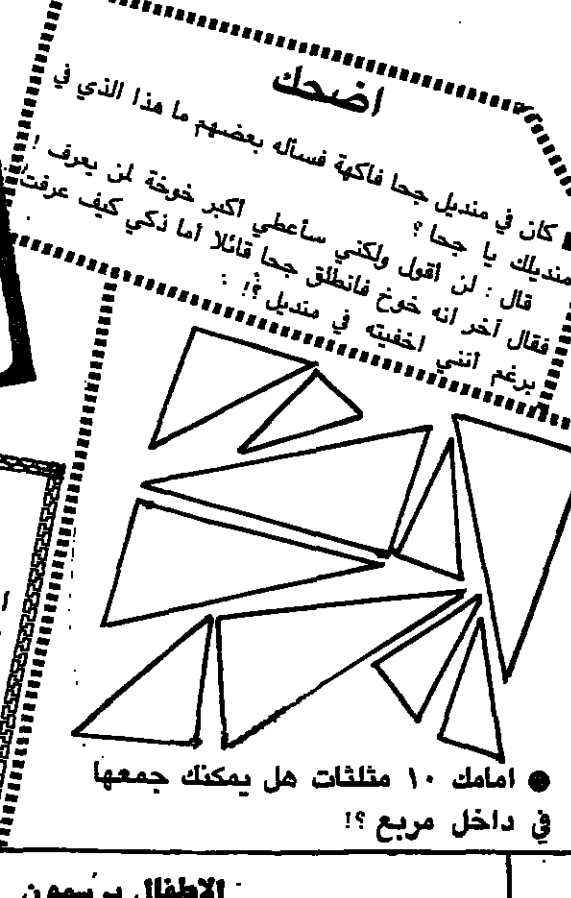 اضحك
كان في منديل جحا فاكهة فسأله بعضهم ما هذا الذي في
منديلك يا جحا ؟
قال : لن اقول ولكني سأعطي اكبر خوخة لمن يعرف !
فقال آخر انه خوخ فانطلق جحا قائلا أما ذكي كيف عرفت
برغم أنني اخفيته في منديل ؟! .
● امامك ١٠ مثلثات هل يمكنك جمعها
في داخل مربع ؟!
الاطفال يرسمون